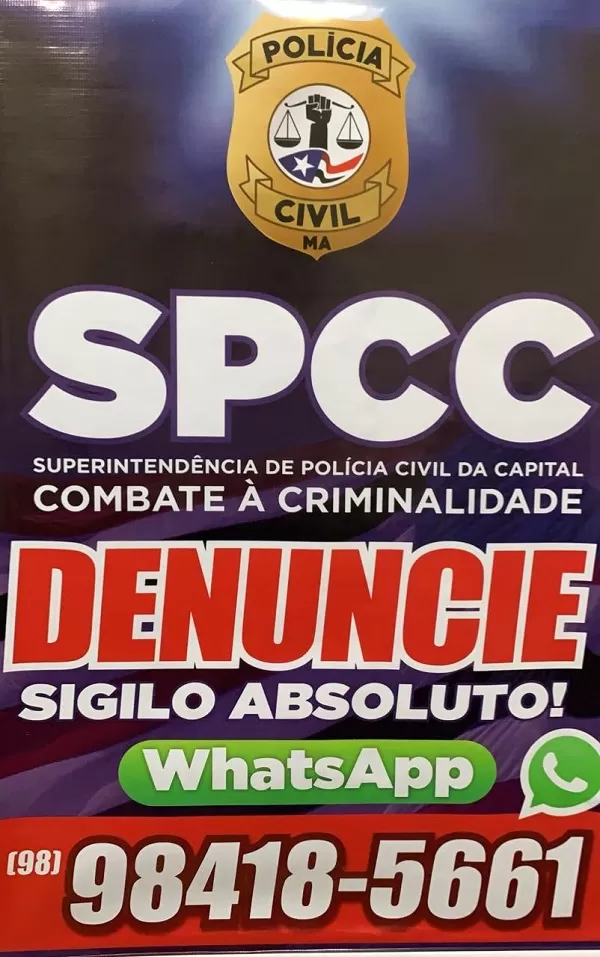 POLÍCIA
CIVIL
MA
SPCC
SUPERINTENDÊNCIA DE POLÍCIA CIVIL DA CAPITAL
COMBATE À CRIMINALIDADE
DENUNCIE
SIGILO ABSOLUTO!
WhatsApp
(98) 98418-5661